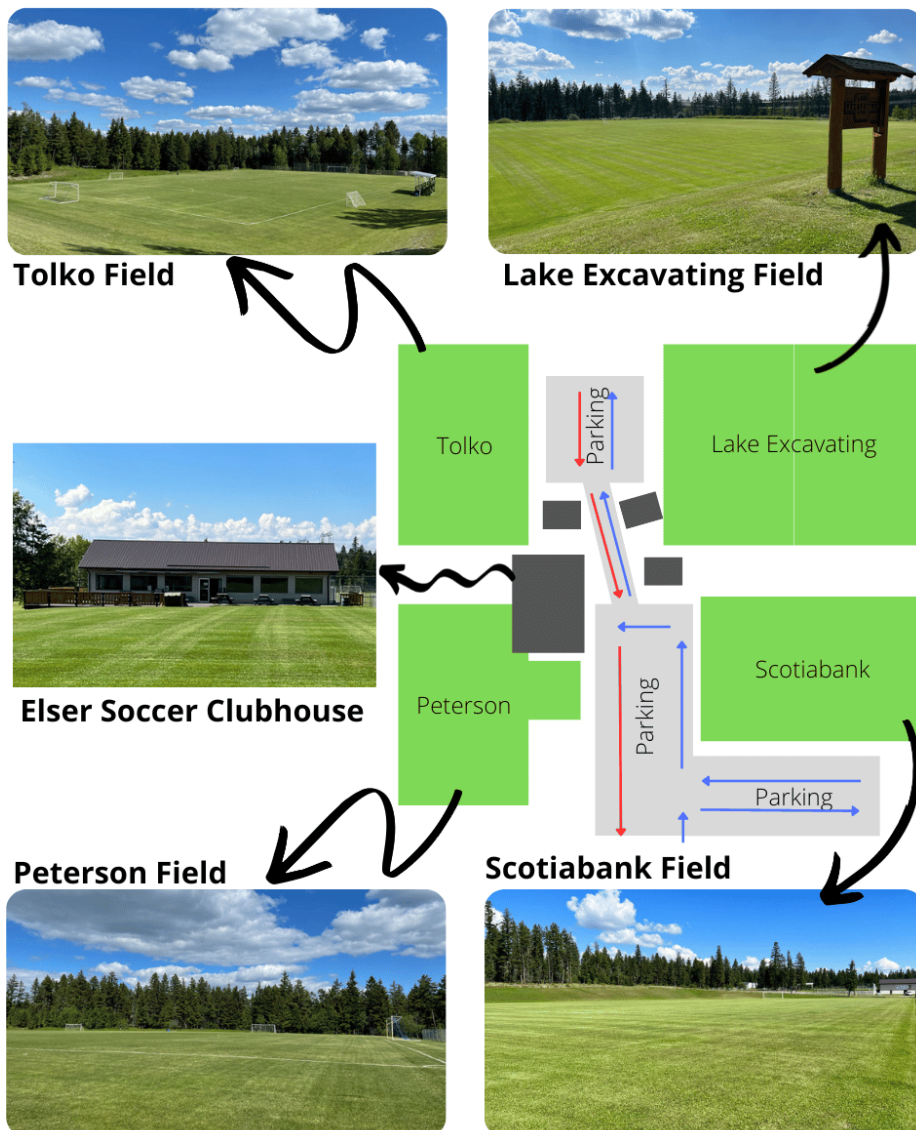 Tolko Field
Lake Excavating Field
Parking
Tolko
Lake Excavating
Elser Soccer Clubhouse
Peterson
Parking
Scotiabank
Parking
Peterson Field
Scotiabank Field